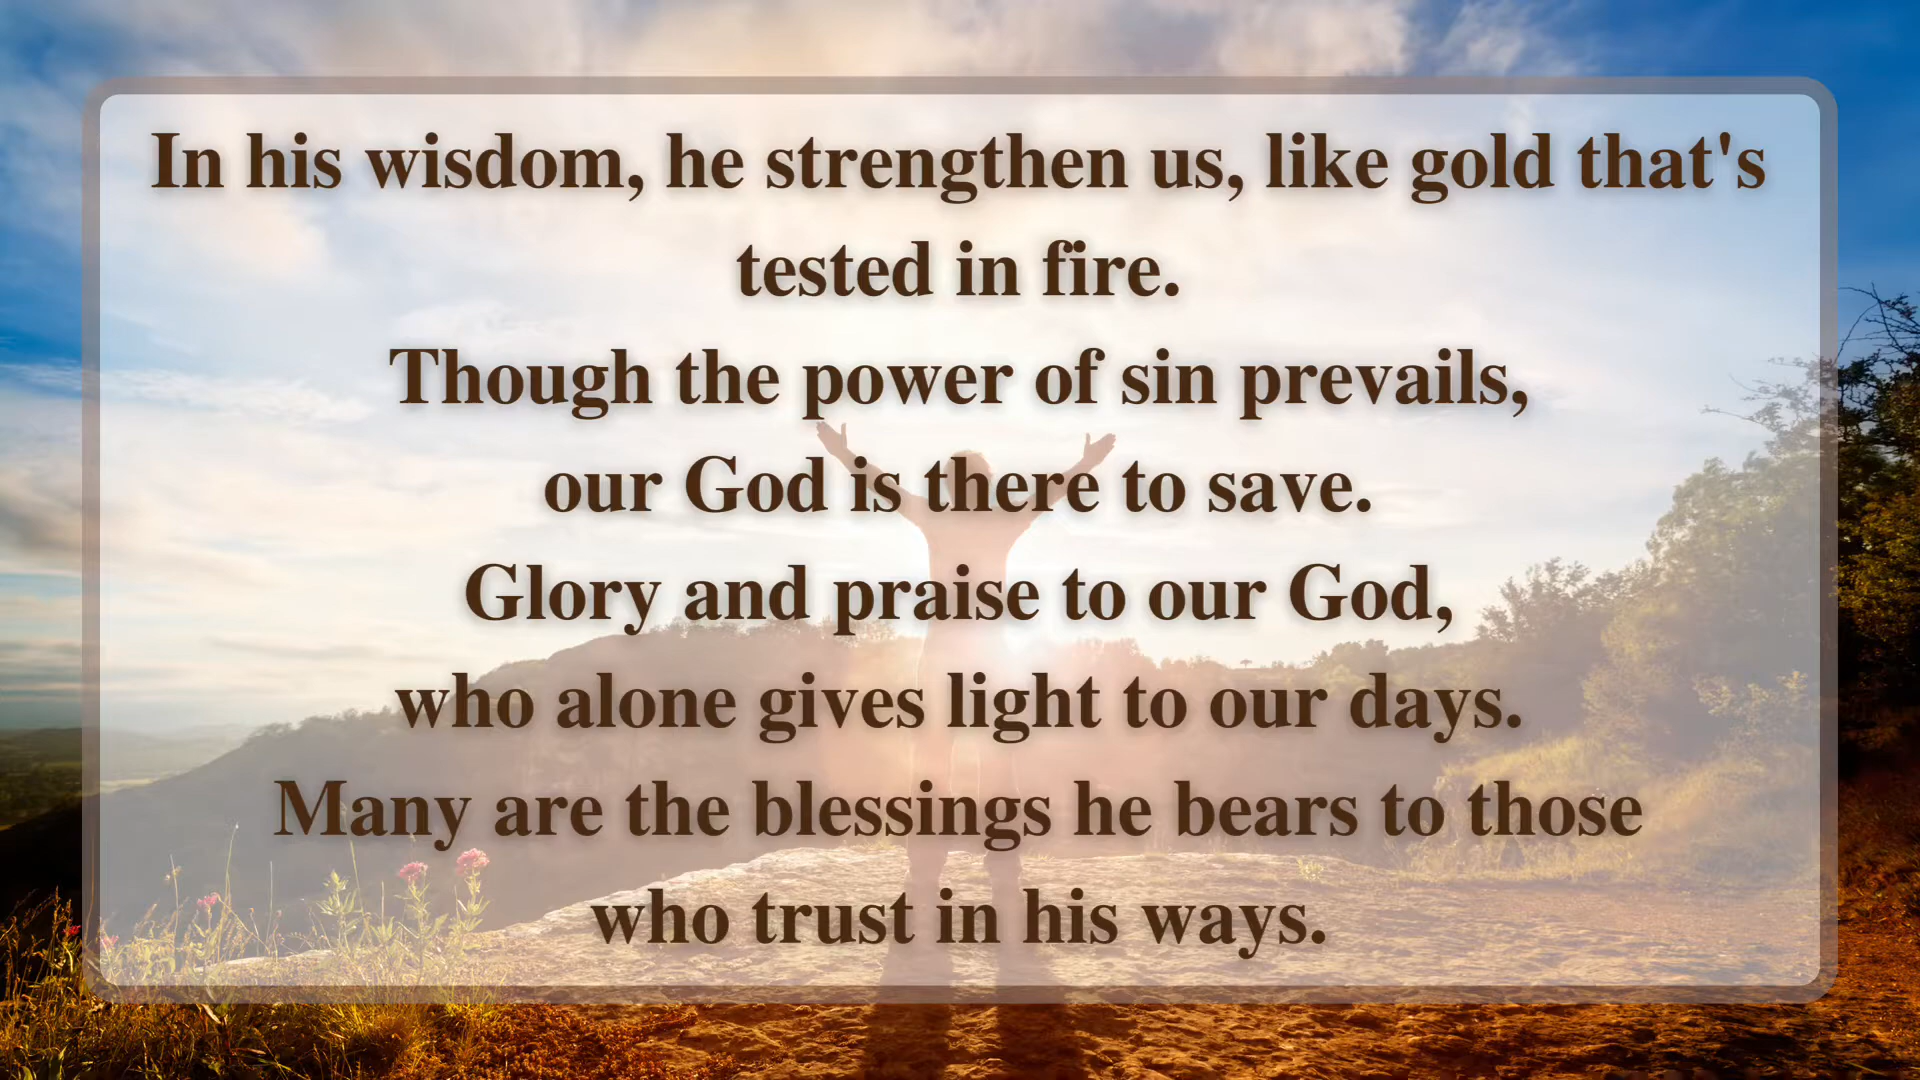 In his wisdom, he strengthen us, like gold that's
tested in fire.
Though the power of sin prevails,
our God is there to save.
Glory and praise to our God,
who alone gives light to our days.
Many are the blessings he bears to those
who trust in his ways.